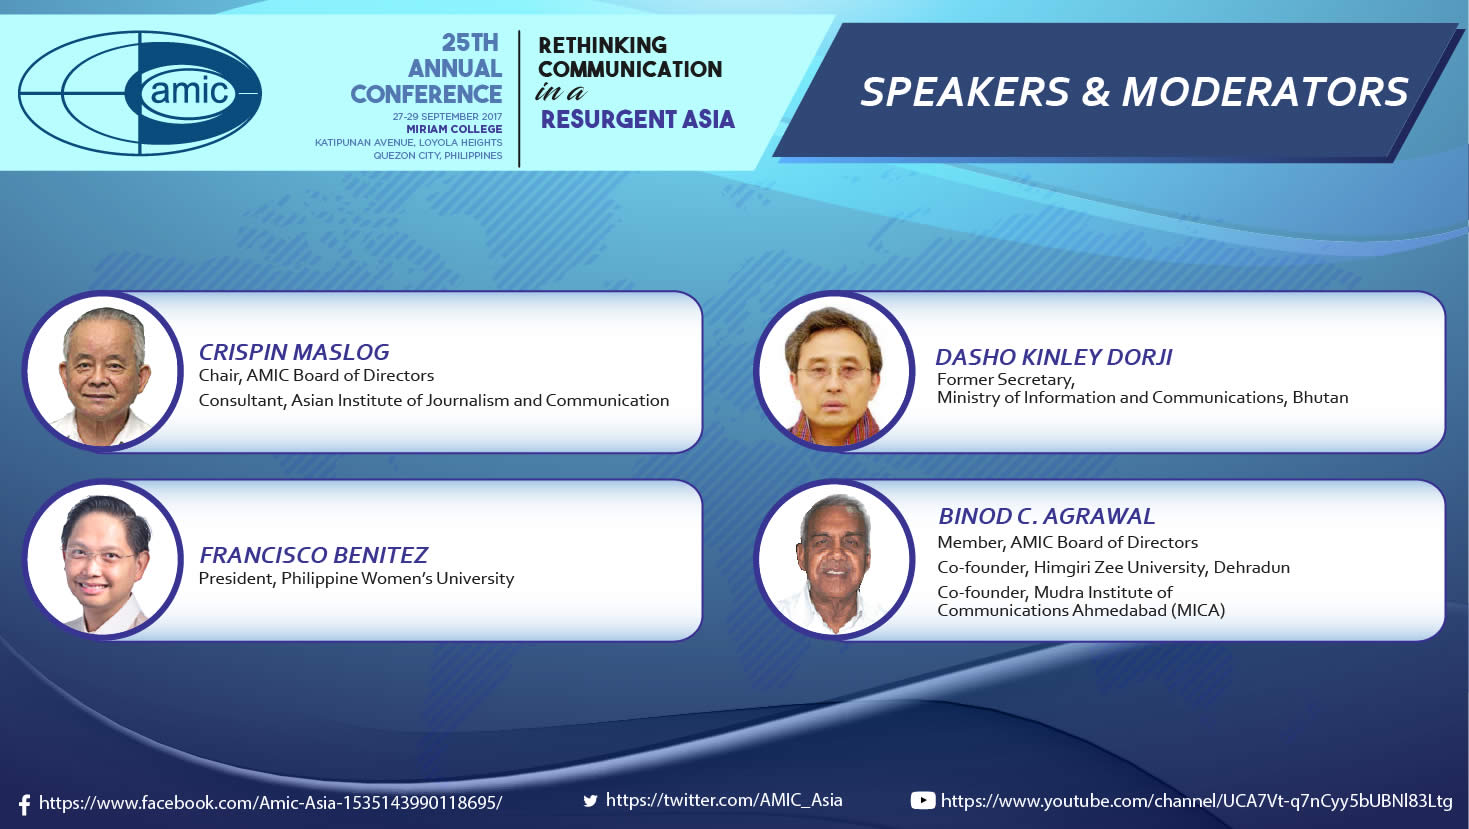 amic
25TH
ANNUAL
CONFERENCE
27-29 SEPTEMBER 2017
MIRIAM COLLEGE
KATIPUNAN AVENUE, LOYOLA HEIGHTS
QUEZON CITY, PHILIPPINES
RETHINKING
COMMUNICATION
in a
RESURGENT ASIA
SPEAKERS & MODERATORS
CRISPIN MASLOG
Chair, AMIC Board of Directors
Consultant, Asian Institute of Journalism and Communication
DASHO KINLEY DORJI
Former Secretary,
Ministry of Information and Communications, Bhutan
FRANCISCO BENITEZ
President, Philippine Women's University
BINOD C. AGRAWAL
Member, AMIC Board of Directors
Co-founder, Himgiri Zee University, Dehradun
Co-founder, Mudra Institute of
Communications Ahmedabad (MICA)
https://www.facebook.com/Amic-Asia-1535143990118695/
https://twitter.com/AMIC_Asia
https://www.youtube.com/channel/UCA7Vt-q7nCyy5bUBNl83Ltg